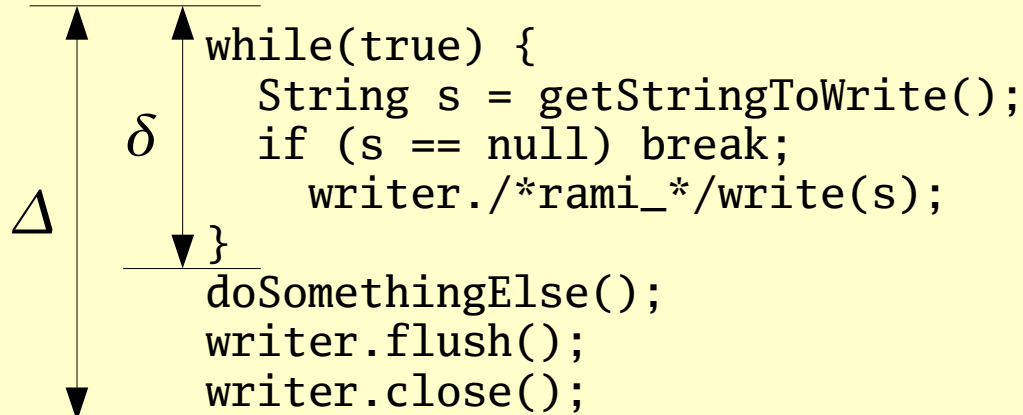 while(true) {
String s = getStringToWrite();
if (s == null) break;
writer./*rami_*/write(s);
}
doSomethingElse();
writer.flush();
writer.close();
δ
Δ